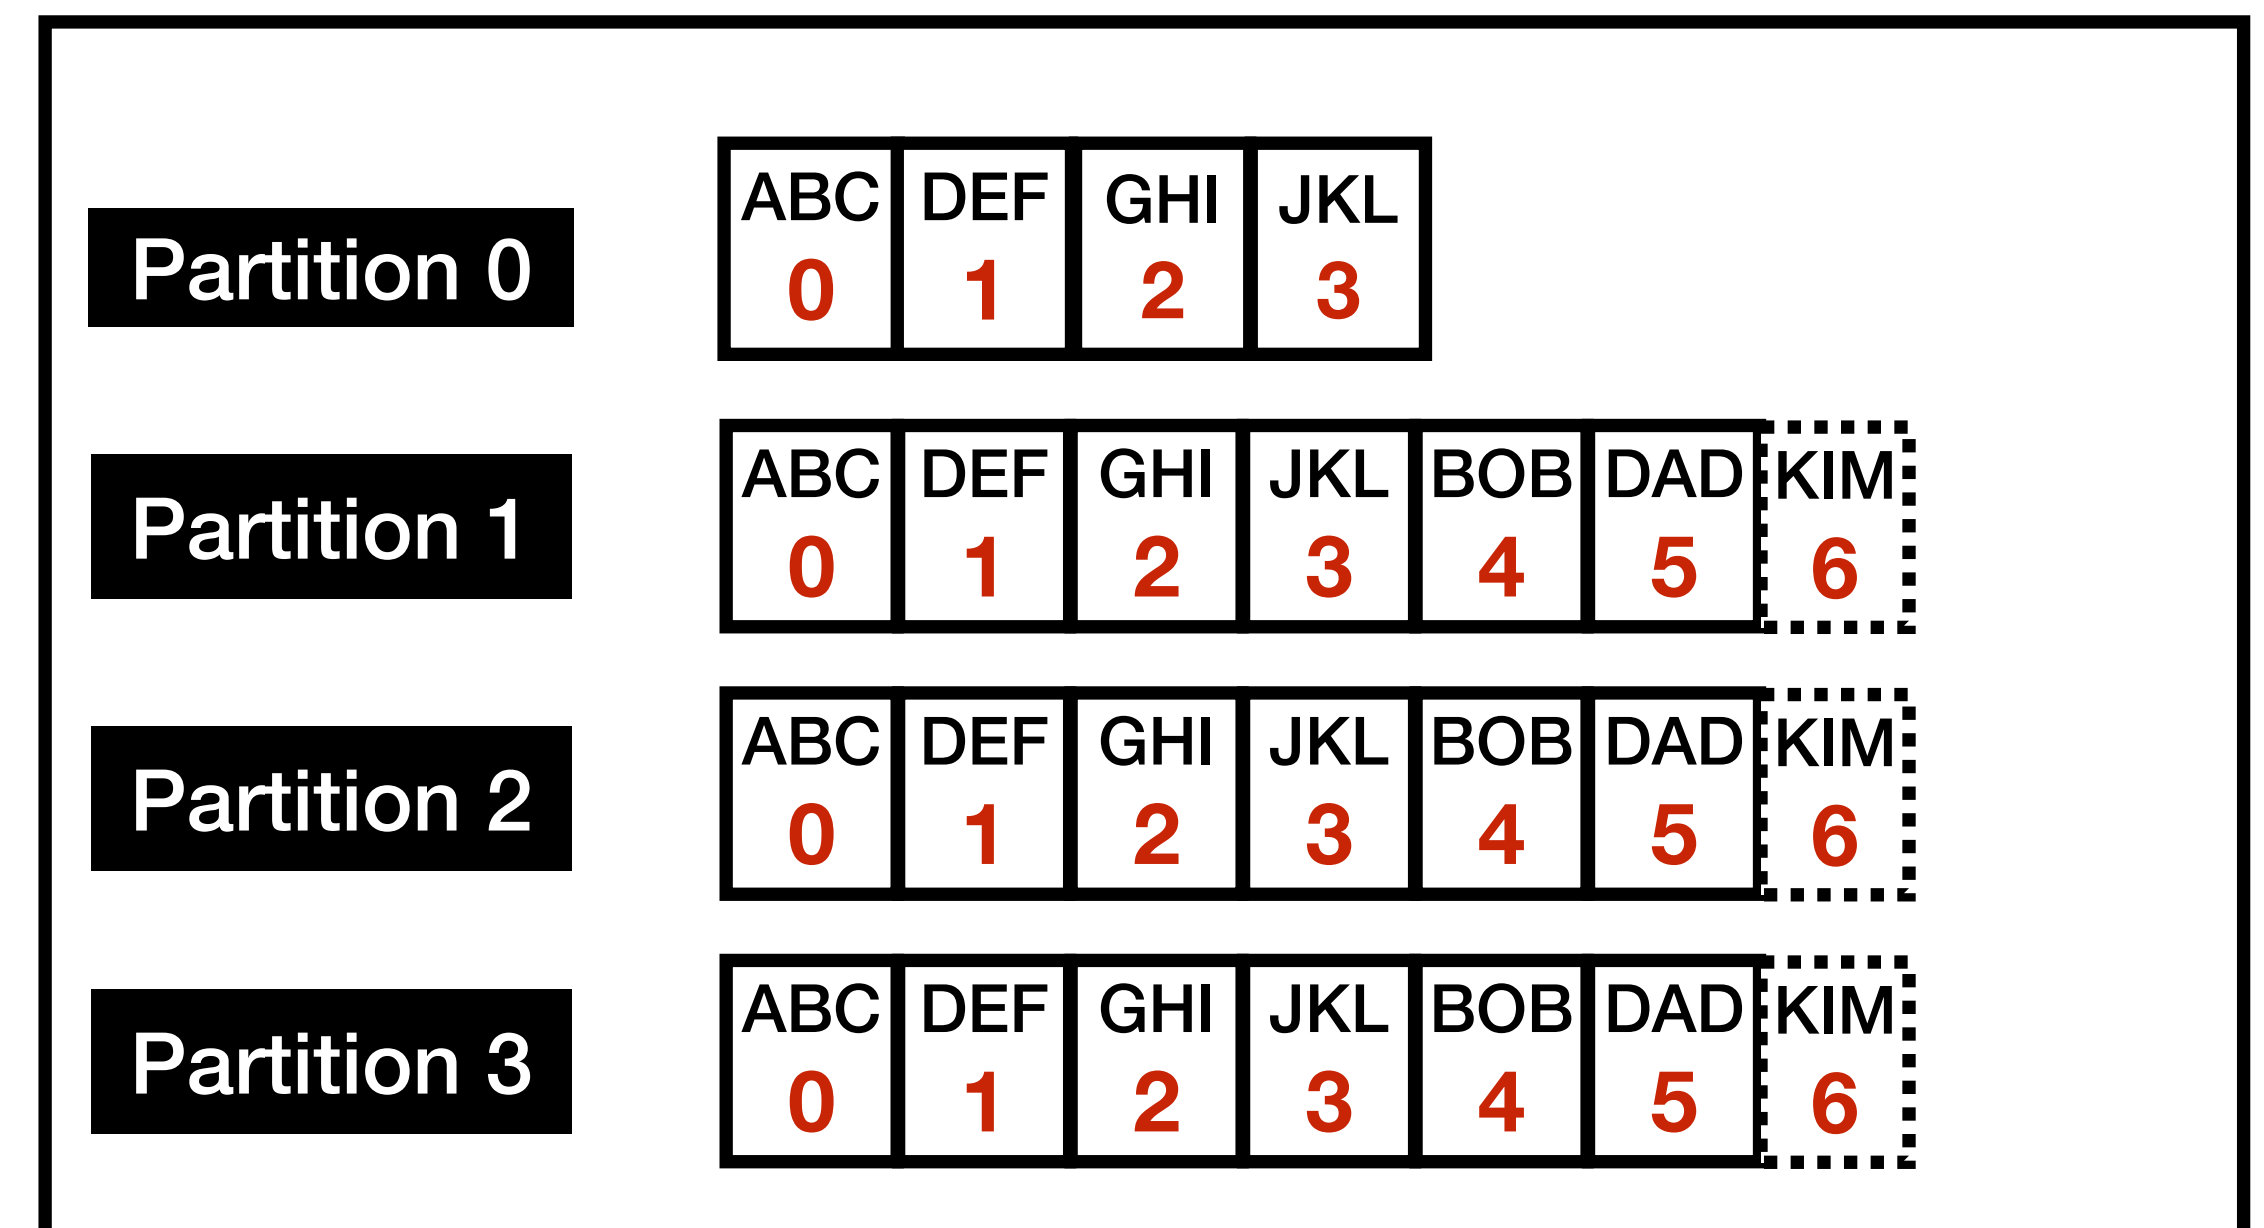 ABC DEF GHI JKL
Partition 0
0 1 2 3
ABC DEF GHI JKL BOB DAD KIM
Partition 1
0 1 2 3 4 5 6
ABC DEF GHI JKL BOB DAD KIM
Partition 2
0 1 2 3 4 5 6
ABC DEF GHI JKL BOB DAD KIM
Partition 3
0 1 2 3 4 5 6